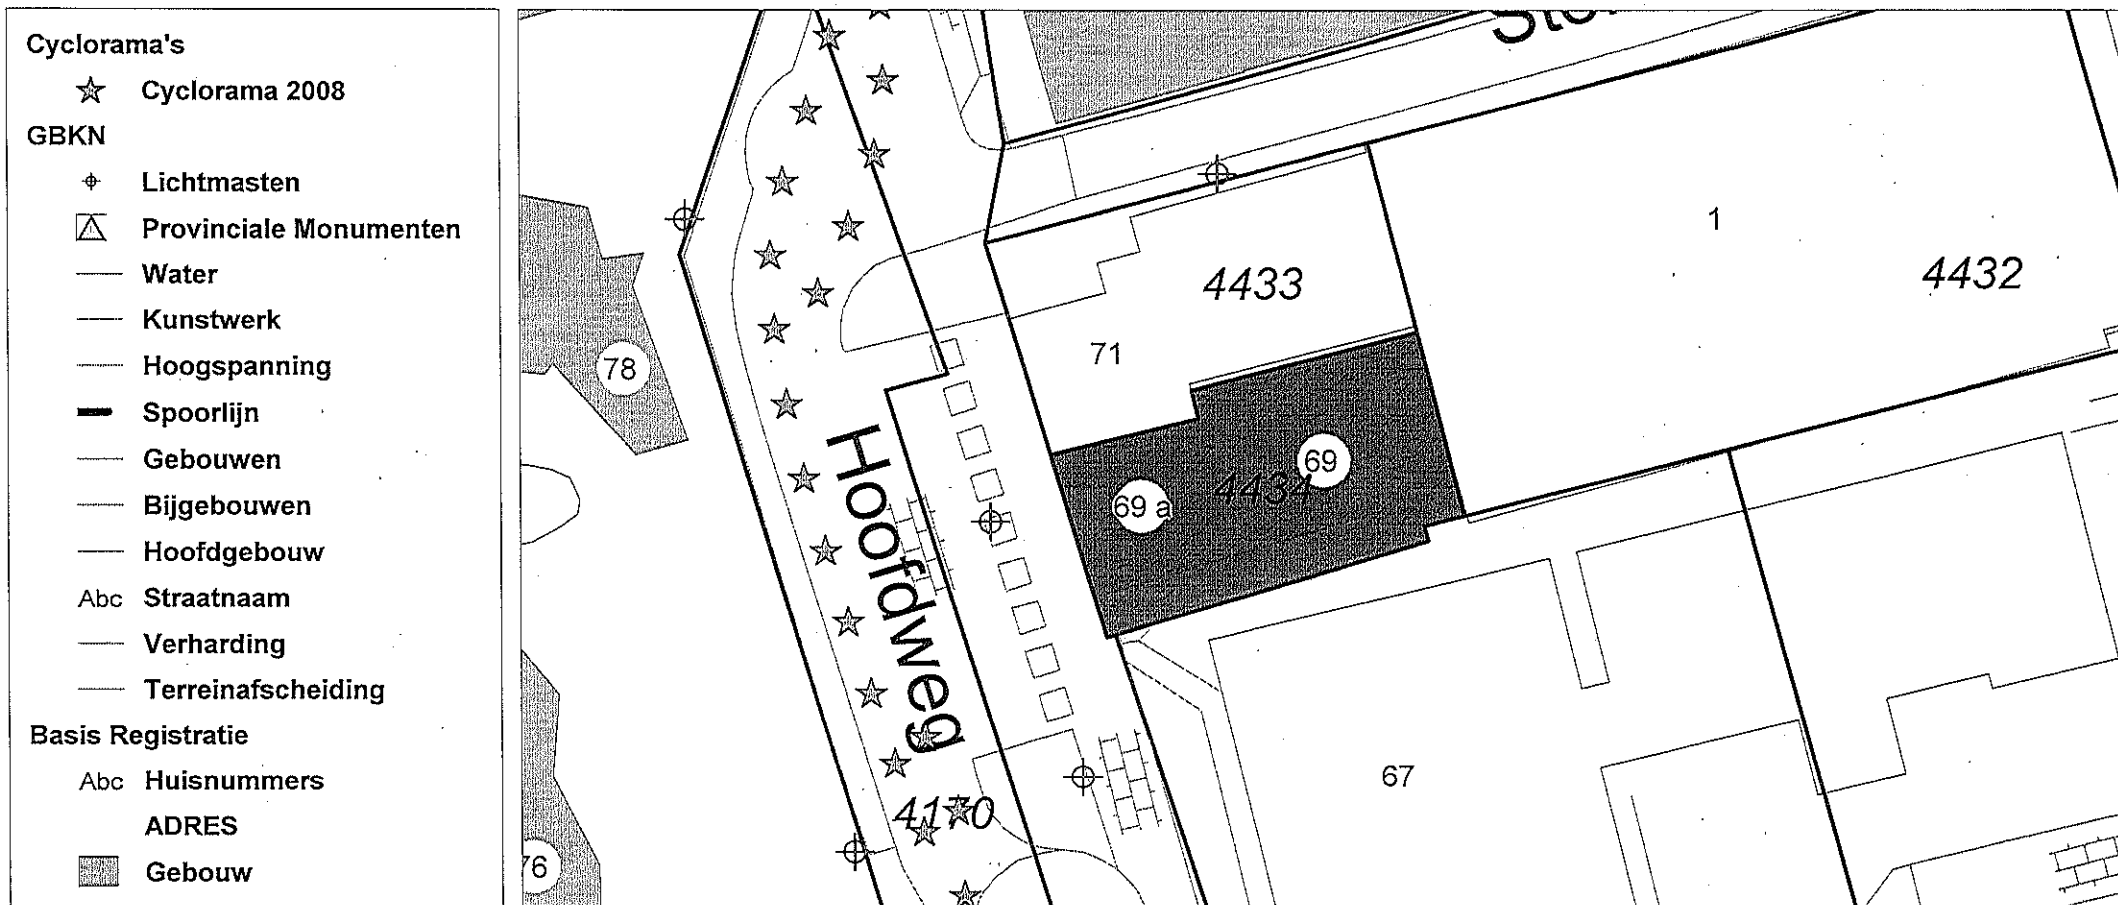 Cyclorama's
Cyclorama 2008
GBKN
Lichtmasten
Provinciale Monumenten
Water
Kunstwerk
Hoogspanning
Spoorlijn
Gebouwen
Bijgebouwen
Hoofdgebouw
Abc Straatnaam
Verharding
Terreinafscheiding
Basis Registratie
Abc Huisnummers
ADRES
Gebouw
1
4432
4433
71
78
69
4434
69 a
Hoofdweg
67
4170
76